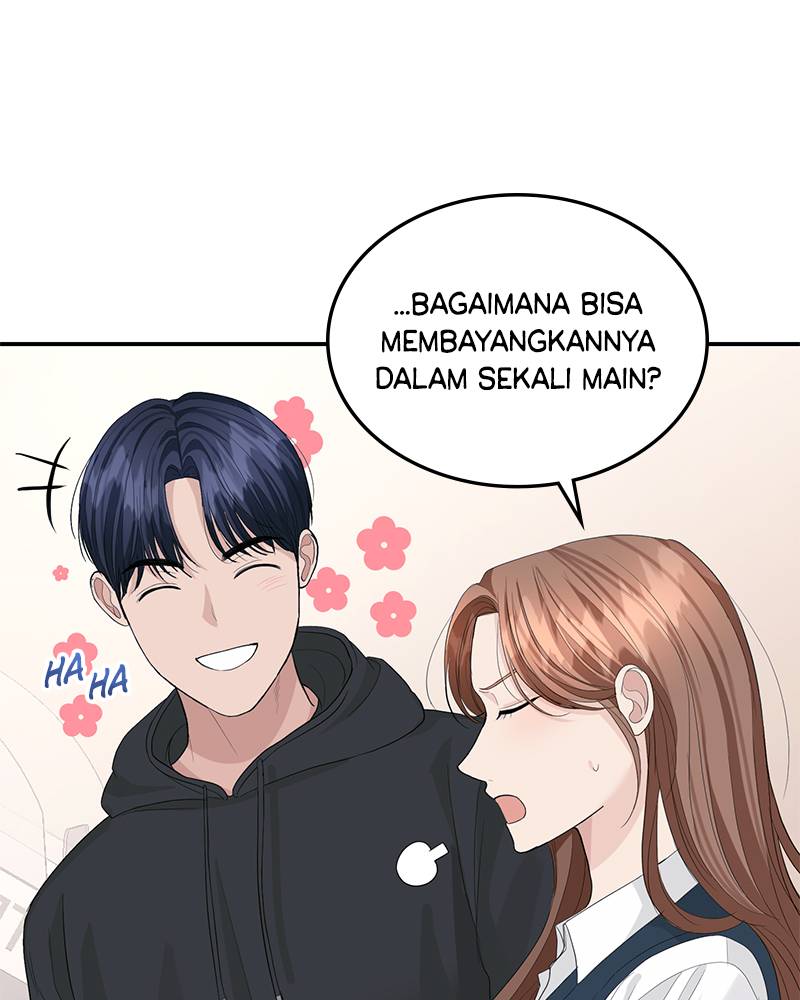 ...BAGAIMANA BISA
MEMBAYANGKANNYA
DALAM SEKALI MAIN?
HA
HA